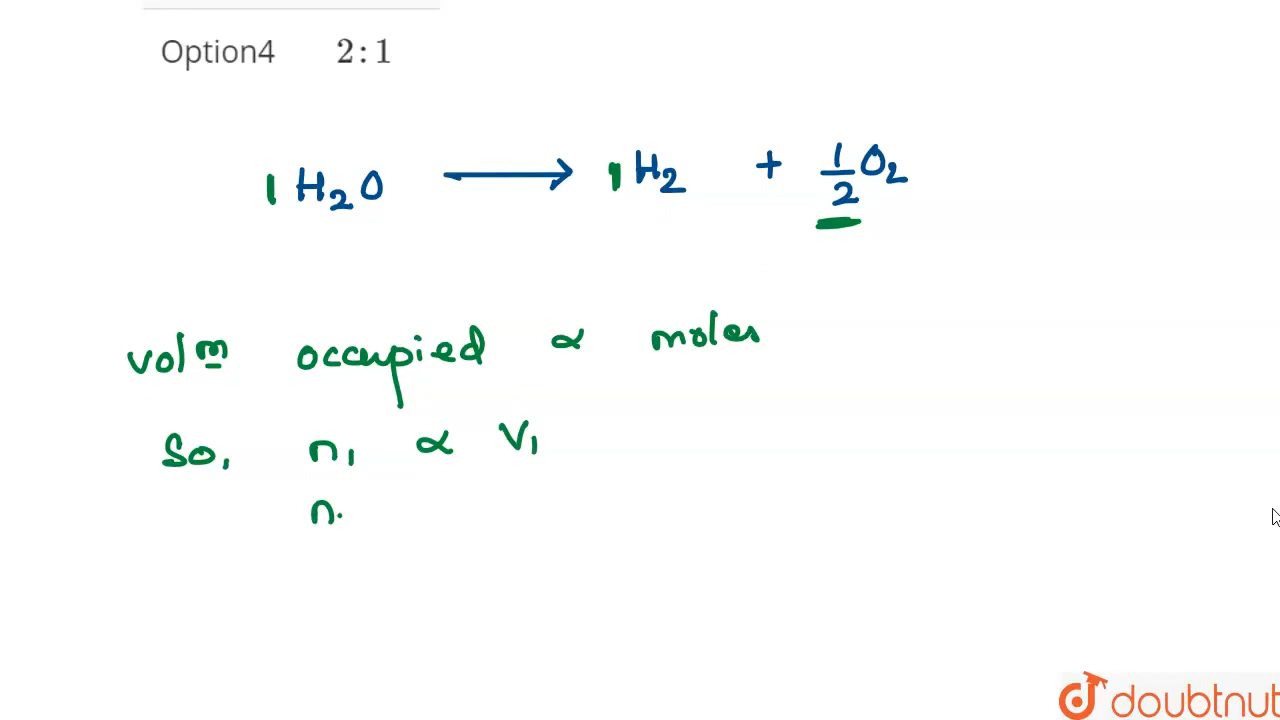 Option4 2:1
1 H2O ⟶ 1 H2 + 1/2 O2
volm occupied ∝ moles
So, n1 ∝ V1
n.
doubtnut